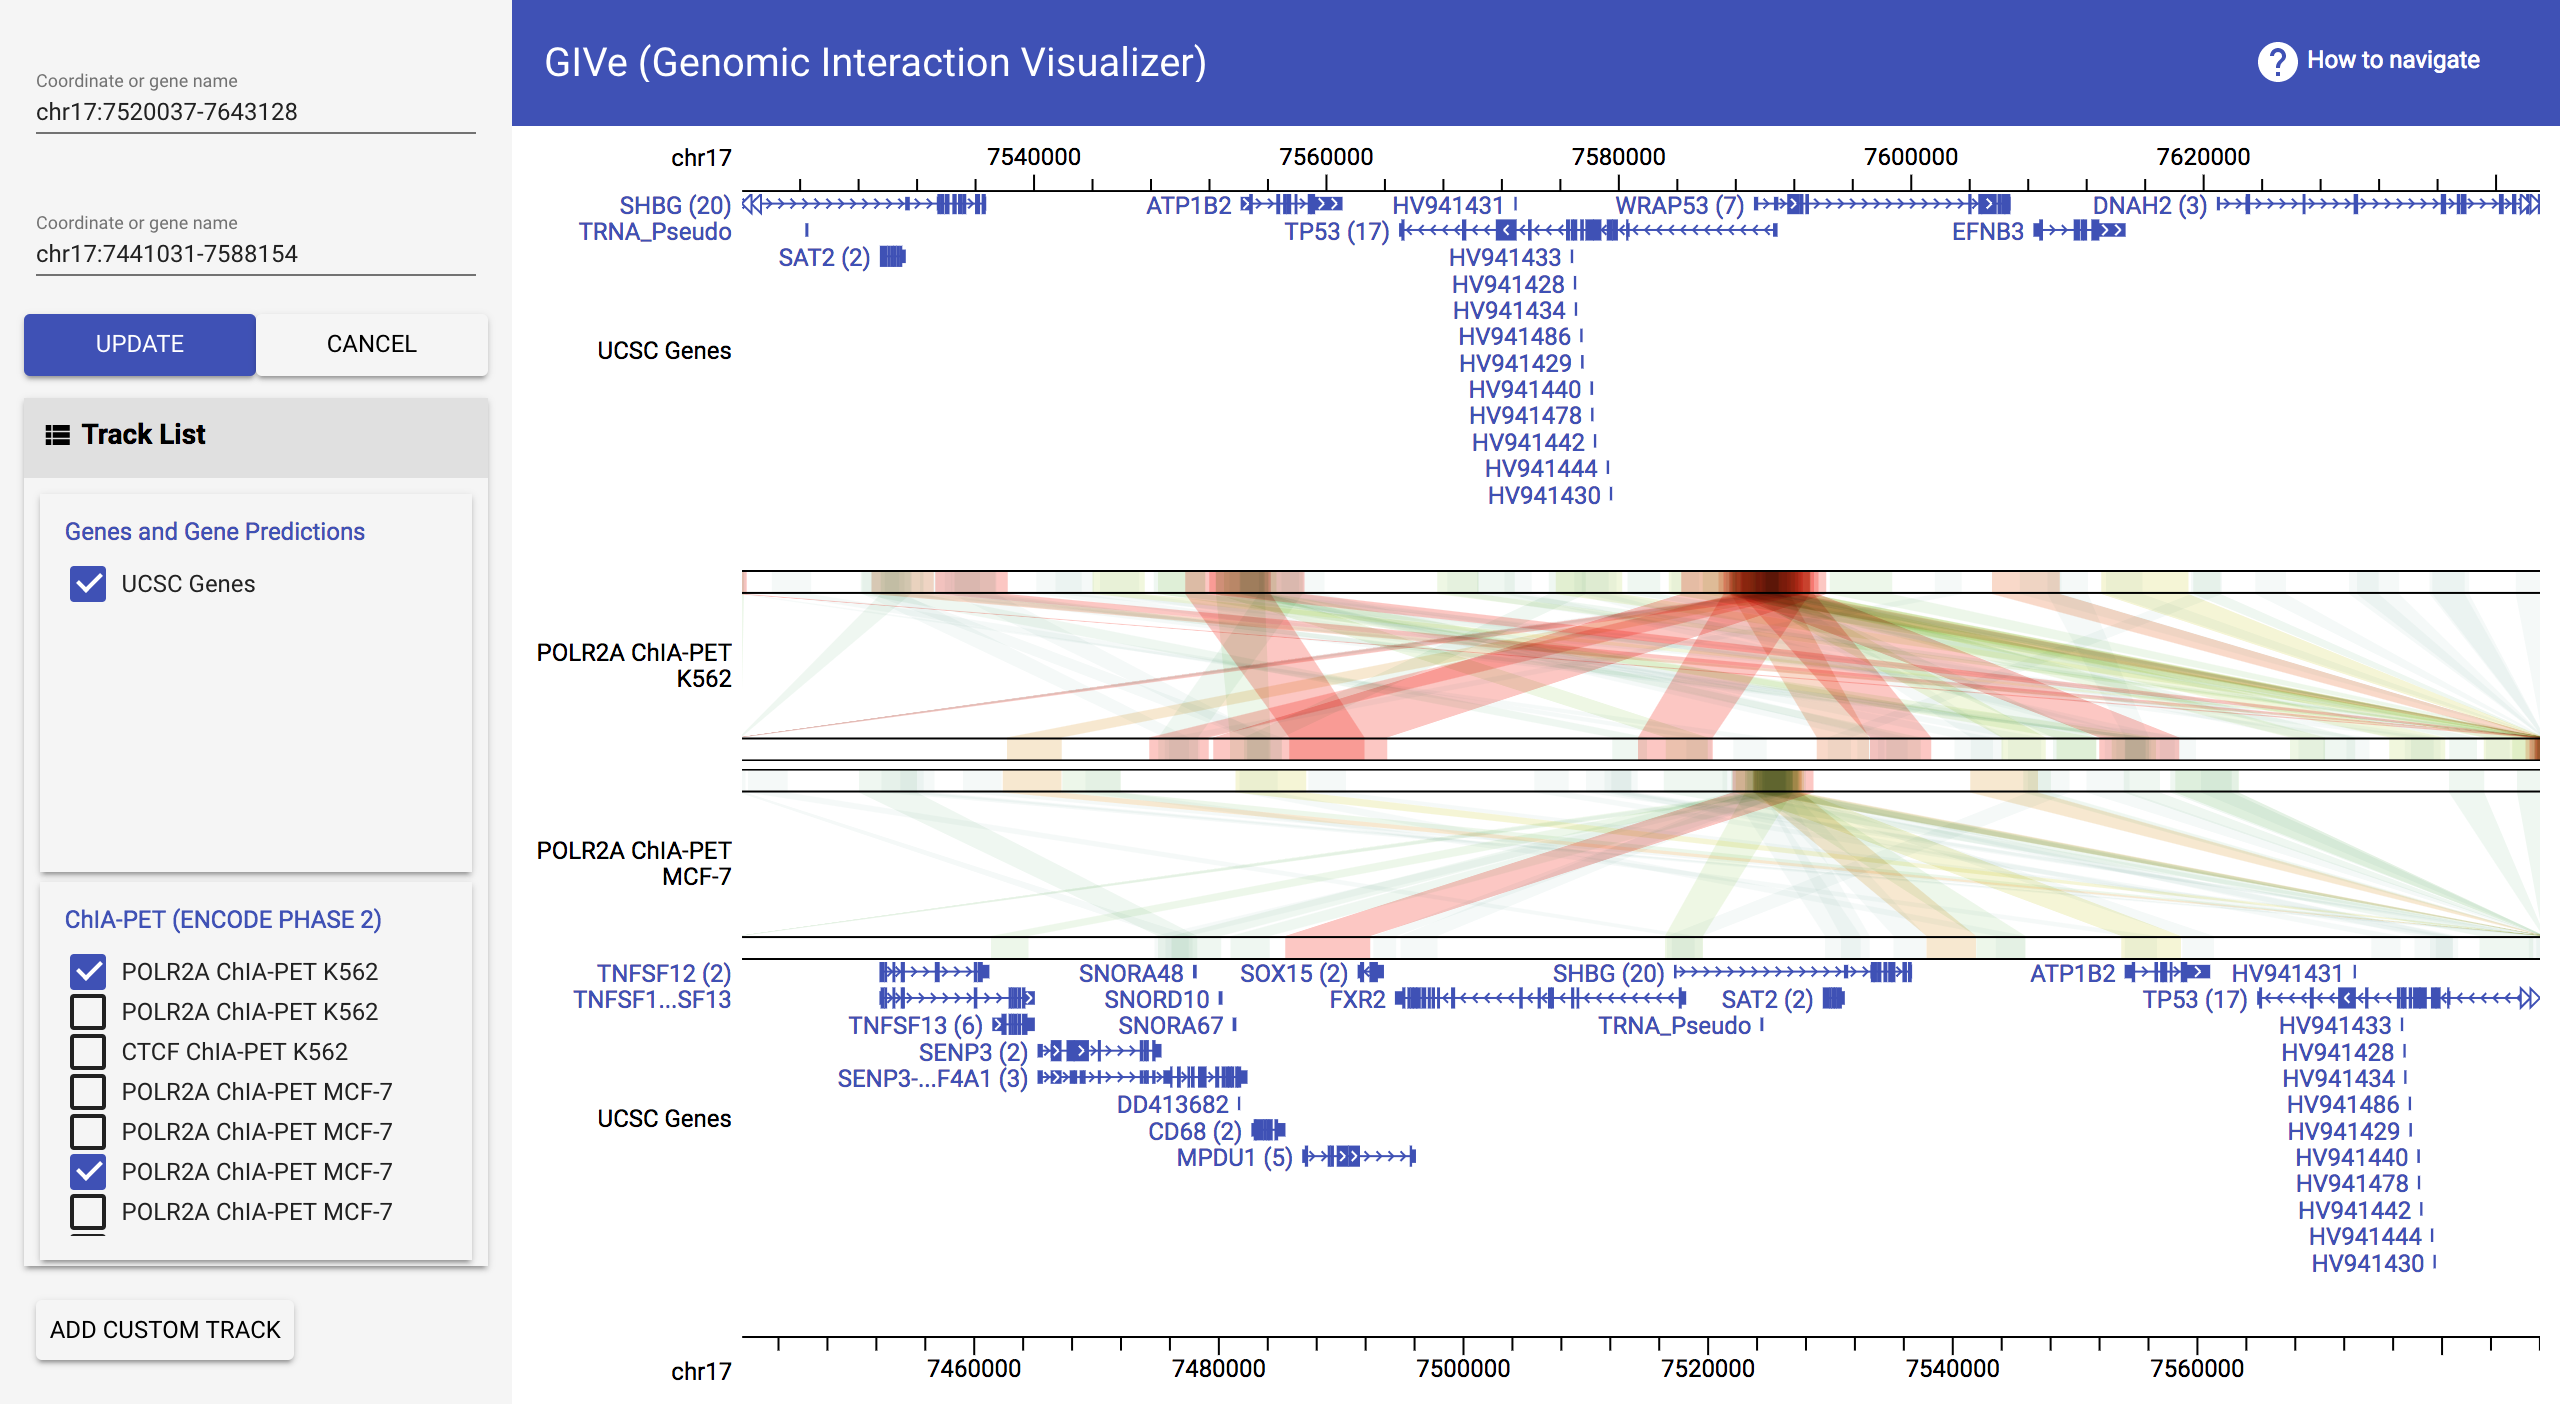 Coordinate or gene name
chr17:7520037-7643128
Coordinate or gene name
chr17:7441031-7588154
UPDATE
CANCEL
Track List
Genes and Gene Predictions
UCSC Genes
ChIA-PET (ENCODE PHASE 2)
POLR2A ChIA-PET K562
POLR2A ChIA-PET K562
CTCF ChIA-PET K562
POLR2A ChIA-PET MCF-7
POLR2A ChIA-PET MCF-7
POLR2A ChIA-PET MCF-7
POLR2A ChIA-PET MCF-7
ADD CUSTOM TRACK
GIVe (Genomic Interaction Visualizer)
? How to navigate
chr17 7540000 7560000 7580000 7600000 7620000
SHBG (20) ATP1B2 HV941431 WRAP53 (7) DNAH2 (3)
TRNA_Pseudo TP53 (17) EFNB3
SAT2 (2) HV941433
HV941428
HV941434
HV941486
UCSC Genes
HV941429
HV941440
HV941478
HV941442
HV941444
HV941430
POLR2A ChIA-PET
K562
POLR2A ChIA-PET
MCF-7
TNFSF12 (2) SNORA48 SOX15 (2) SHBG (20) ATP1B2 HV941431
TNFSF1...SF13 SNORD10 FXR2 SAT2 (2) TP53 (17)
TNFSF13 (6) SNORA67 TRNA_Pseudo HV941433
SENP3 (2) HV941428
SENP3-...F4A1 (3) HV941434
DD413682 HV941486
UCSC Genes
CD68 (2) HV941429
MPDU1 (5) HV941440
HV941478
HV941442
HV941444
HV941430
chr17 7460000 7480000 7500000 7520000 7540000 7560000